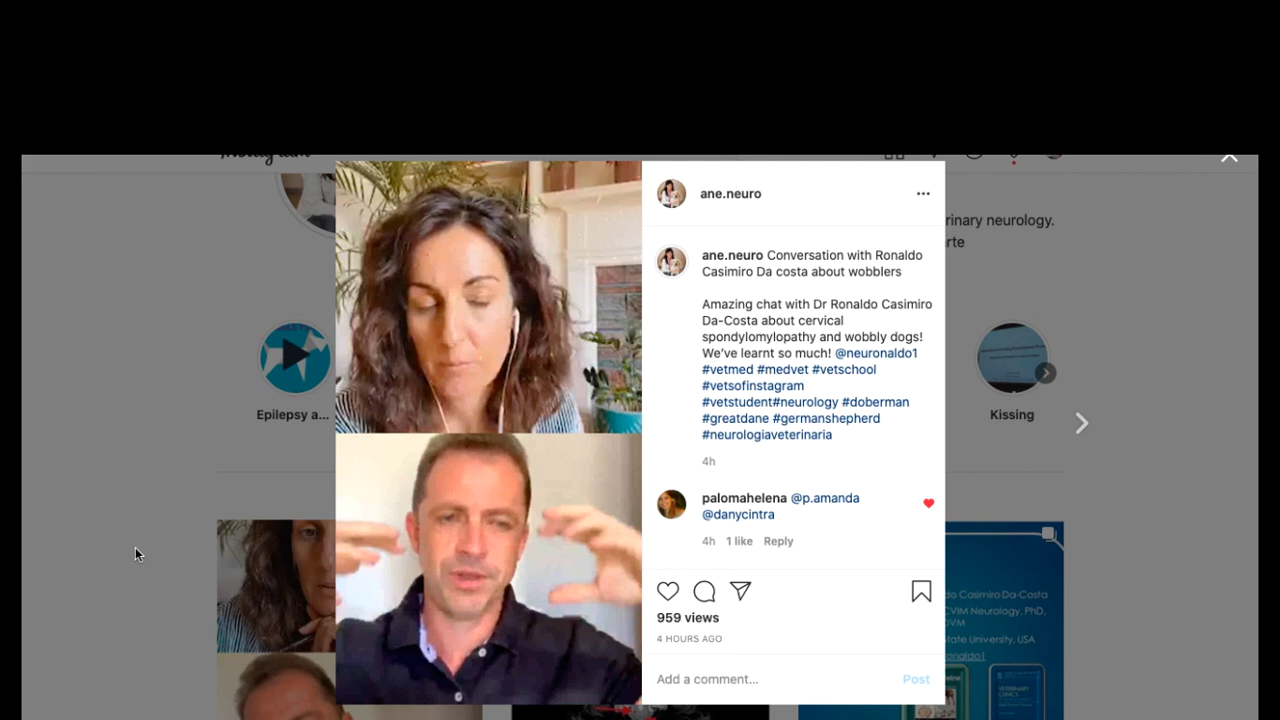 Instagram
rinary neurology.
rte
Epilepsy a...
Kissing
ane.neuro
ane.neuro Conversation with Ronaldo
Casimiro Da costa about wobblers
Amazing chat with Dr Ronaldo Casimiro
Da-Costa about cervical
spondylomylopathy and wobbly dogs!
We've learnt so much! @neuronaldo1
#vetmed #medvet #vetschool
#vetsofinstagram
#vetstudent#neurology #doberman
#greatdane #germanshepherd
#neurologiaveterinaria
4h
palomahelena @p.amanda
@danycintra
4h 1 like Reply
959 views
4 HOURS AGO
Add a comment... Post
do Casimiro Da-Costa
CVIM Neurology, PhD,
DVM
State University, USA
onaldo1